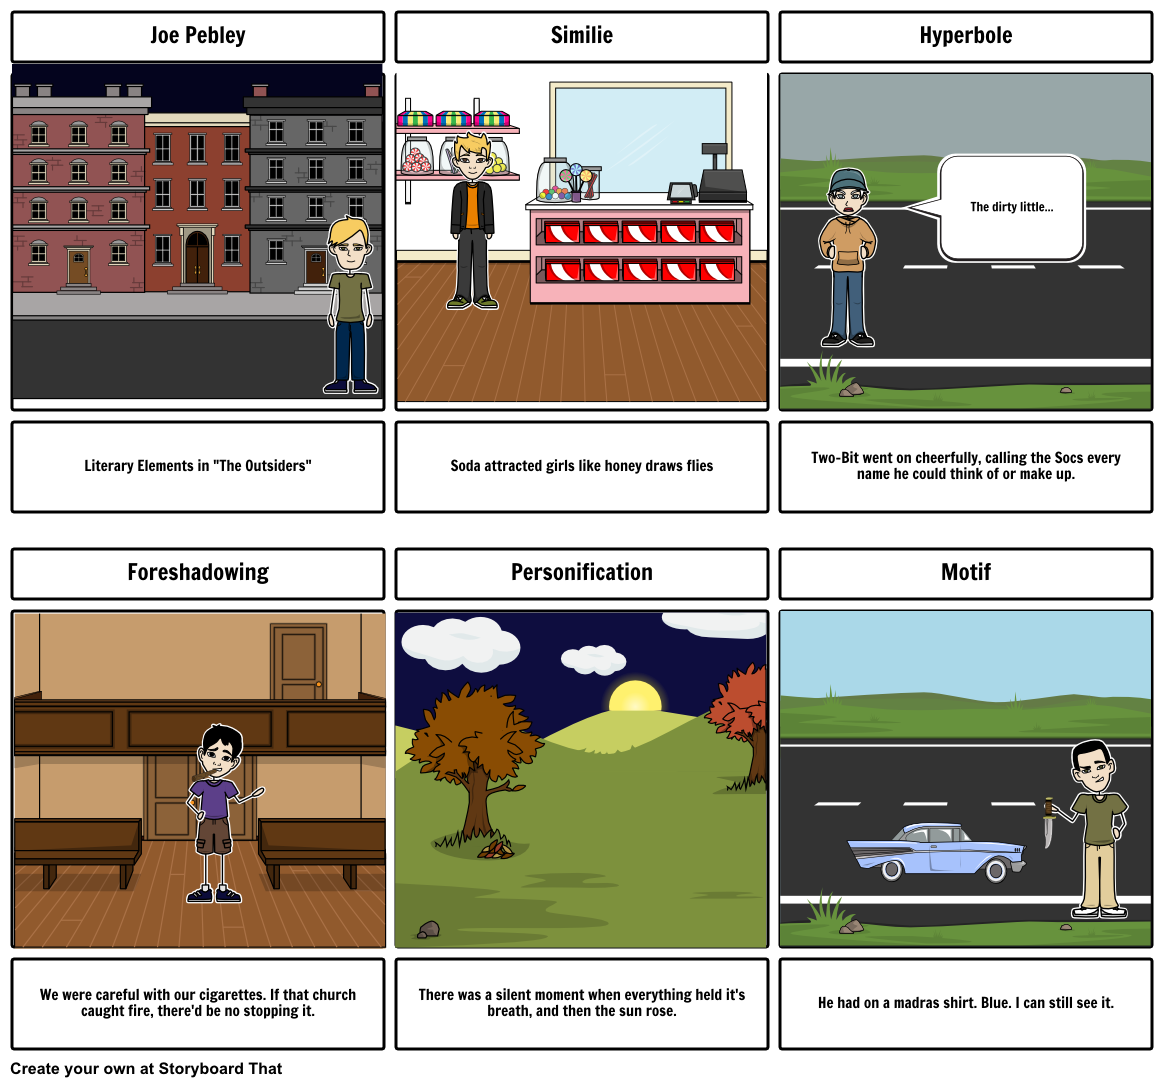 Joe Pebley
Similie
Hyperbole
The dirty little...
Literary Elements in "The Outsiders"
Soda attracted girls like honey draws flies
Two-Bit went on cheerfully, calling the Socs every
name he could think of or make up.
Foreshadowing
Personification
Motif
We were careful with our cigarettes. If that church
caught fire, there'd be no stopping it.
There was a silent moment when everything held it's
breath, and then the sun rose.
He had on a madras shirt. Blue. I can still see it.
Create your own at Storyboard That